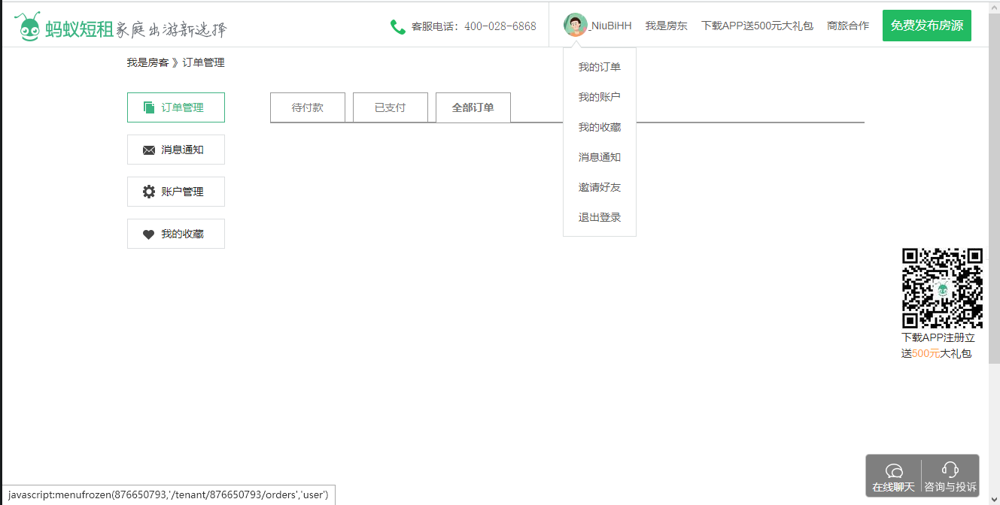 蚂蚁短租 家庭出游新选择
客服电话：400-028-6868
_NiuBiHH
我是房东
下载APP送500元大礼包
商旅合作
免费发布房源
我是房客 》订单管理
订单管理
消息通知
账户管理
我的收藏
待付款
已支付
全部订单
我的订单
我的账户
我的收藏
消息通知
邀请好友
退出登录
下载APP注册立
送500元大礼包
在线聊天
咨询与投诉
javascript:menufrozen(876650793,'/tenant/876650793/orders','user')